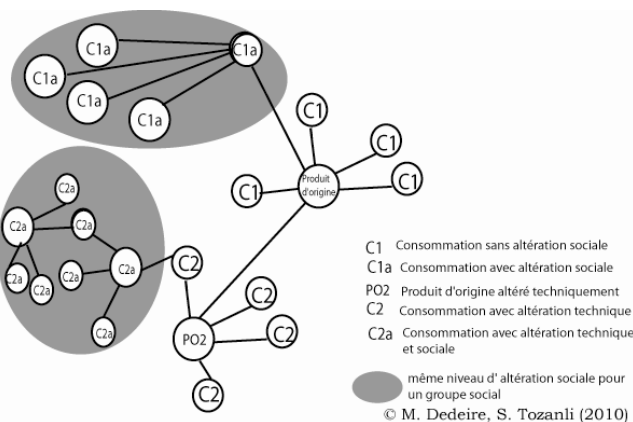 C1a
C1a
C1a
C1a
C1a
C1
C1
C1
C1
Produit
d'origine
C2a
C2a
C2a
C2a
C2a
C2a
C2a
C2a
C2
C2
C2
C2
PO2
C1 Consommation sans altération sociale
C1a Consommation avec altération sociale
PO2 Produit d'origine altéré techniquement
C2 Consommation avec altération technique
C2a Consommation avec altération technique
et sociale
même niveau d' altération sociale pour
un groupe social
© M. Dedeire, S. Tozanli (2010)